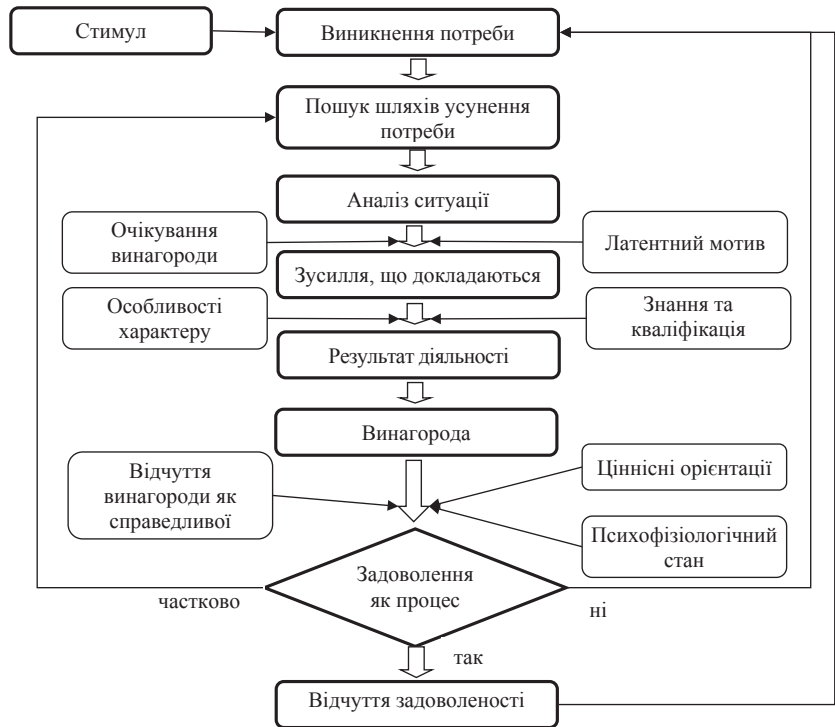 Стимул
Виникнення потреби
Пошук шляхів усунення
потреби
Аналіз ситуації
Очікування
винагороди
Латентний мотив
Зусилля, що докладаються
Особливості
характеру
Знання та
кваліфікація
Результат діяльності
Винагорода
Відчуття
винагороди як
справедливої
Ціннісні орієнтації
Психофізіологічний
стан
Задоволення
як процес
частково
ні
так
Відчуття задоволеності